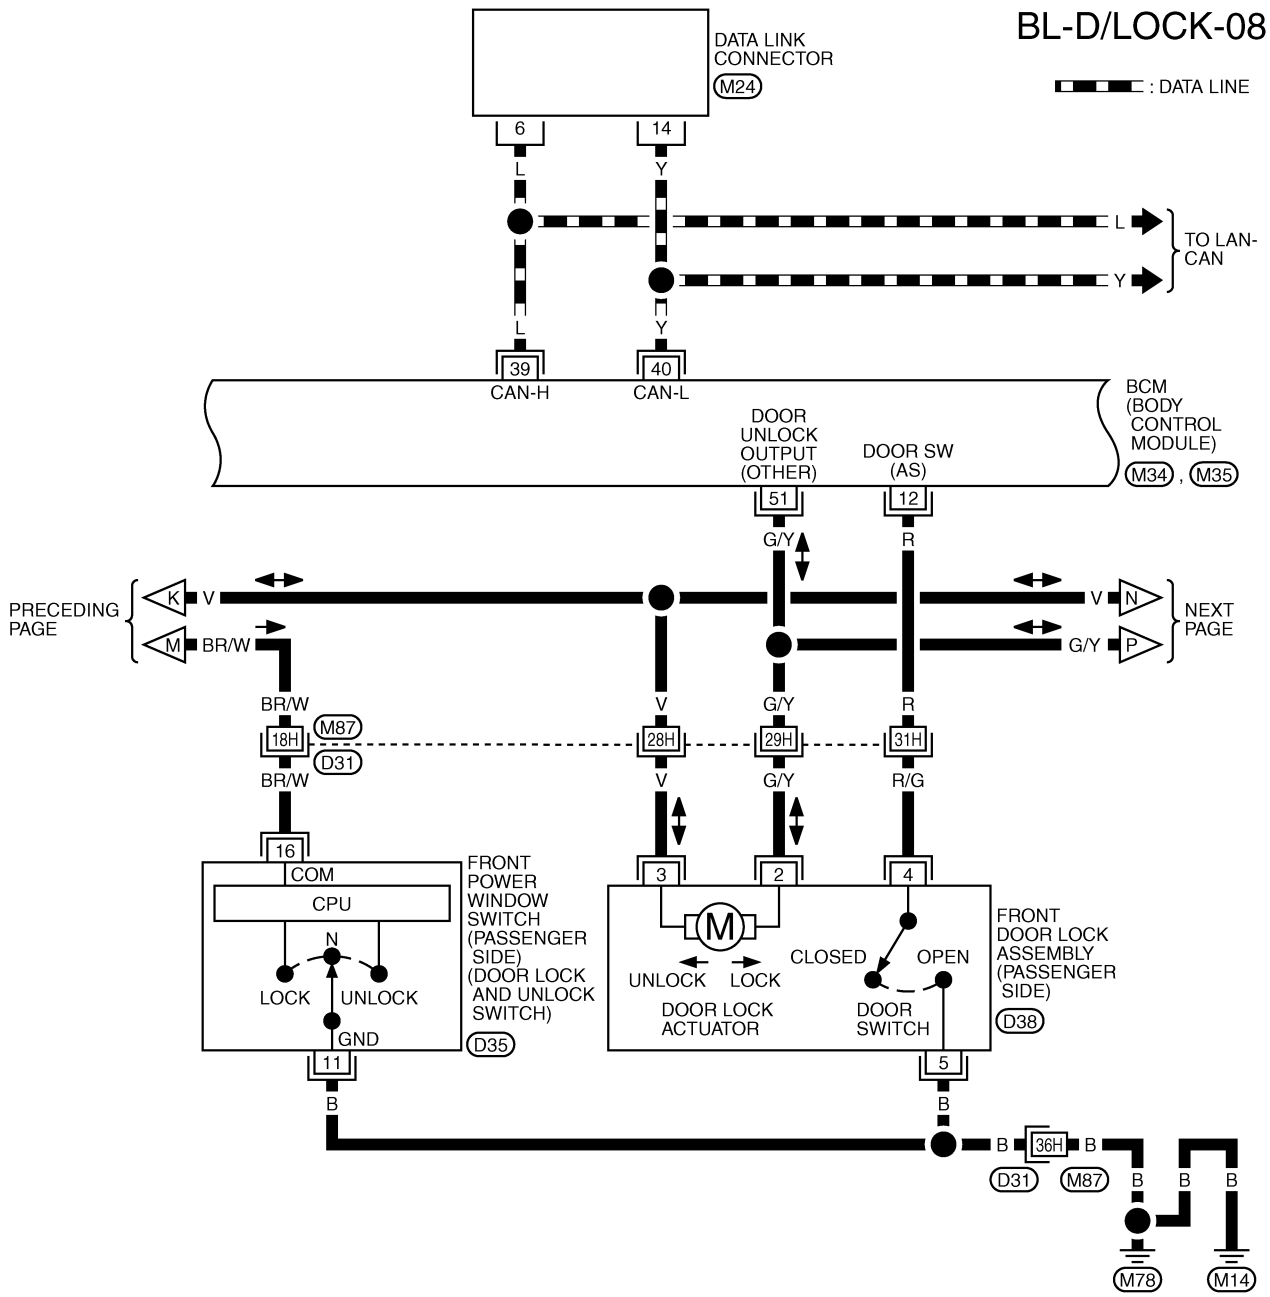 BL-D/LOCK-08
DATA LINK
CONNECTOR
M24
: DATA LINE
6
14
L
Y
L
TO LAN-
CAN
Y
L
Y
39
40
CAN-H
CAN-L
BCM
(BODY
CONTROL
MODULE)
M34 , M35
DOOR
UNLOCK
OUTPUT
(OTHER)
DOOR SW
(AS)
51
12
G/Y
R
PRECEDING
PAGE
K
V
V
N
M
BR/W
G/Y
P
NEXT
PAGE
BR/W
V
G/Y
R
M87
18H
28H
29H
31H
D31
BR/W
V
G/Y
R/G
16
3
2
4
COM
CPU
N
LOCK
UNLOCK
GND
FRONT
POWER
WINDOW
SWITCH
(PASSENGER
SIDE)
(DOOR LOCK
AND UNLOCK
SWITCH)
D35
M
UNLOCK
LOCK
DOOR LOCK
ACTUATOR
CLOSED
OPEN
DOOR
SWITCH
FRONT
DOOR LOCK
ASSEMBLY
(PASSENGER
SIDE)
D38
11
5
B
B
B
36H
B
D31
M87
B
B
B
M78
M14